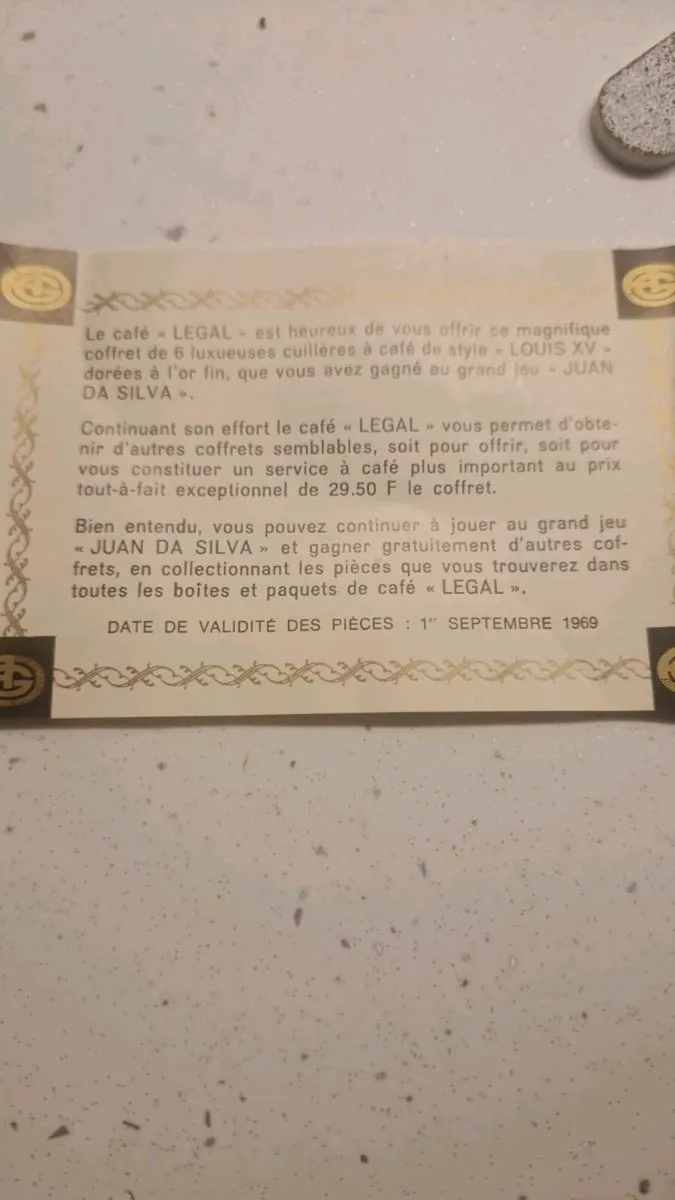 Le café « LEGAL » est heureux de vous offrir ce magnifique
coffret de 6 luxueuses cuillères à café de style « LOUIS XV »
dorées à l'or fin, que vous avez gagné au grand jeu « JUAN
DA SILVA ».
Continuant son effort le café « LEGAL » vous permet d'obte-
nir d'autres coffrets semblables, soit pour offrir, soit pour
vous constituer un service à café plus important au prix
tout-à-fait exceptionnel de 29.50 F le coffret.
Bien entendu, vous pouvez continuer à jouer au grand jeu
« JUAN DA SILVA » et gagner gratuitement d'autres cof-
frets, en collectionnant les pièces que vous trouverez dans
toutes les boîtes et paquets de café « LEGAL ».
DATE DE VALIDITÉ DES PIÈCES : 1er SEPTEMBRE 1969